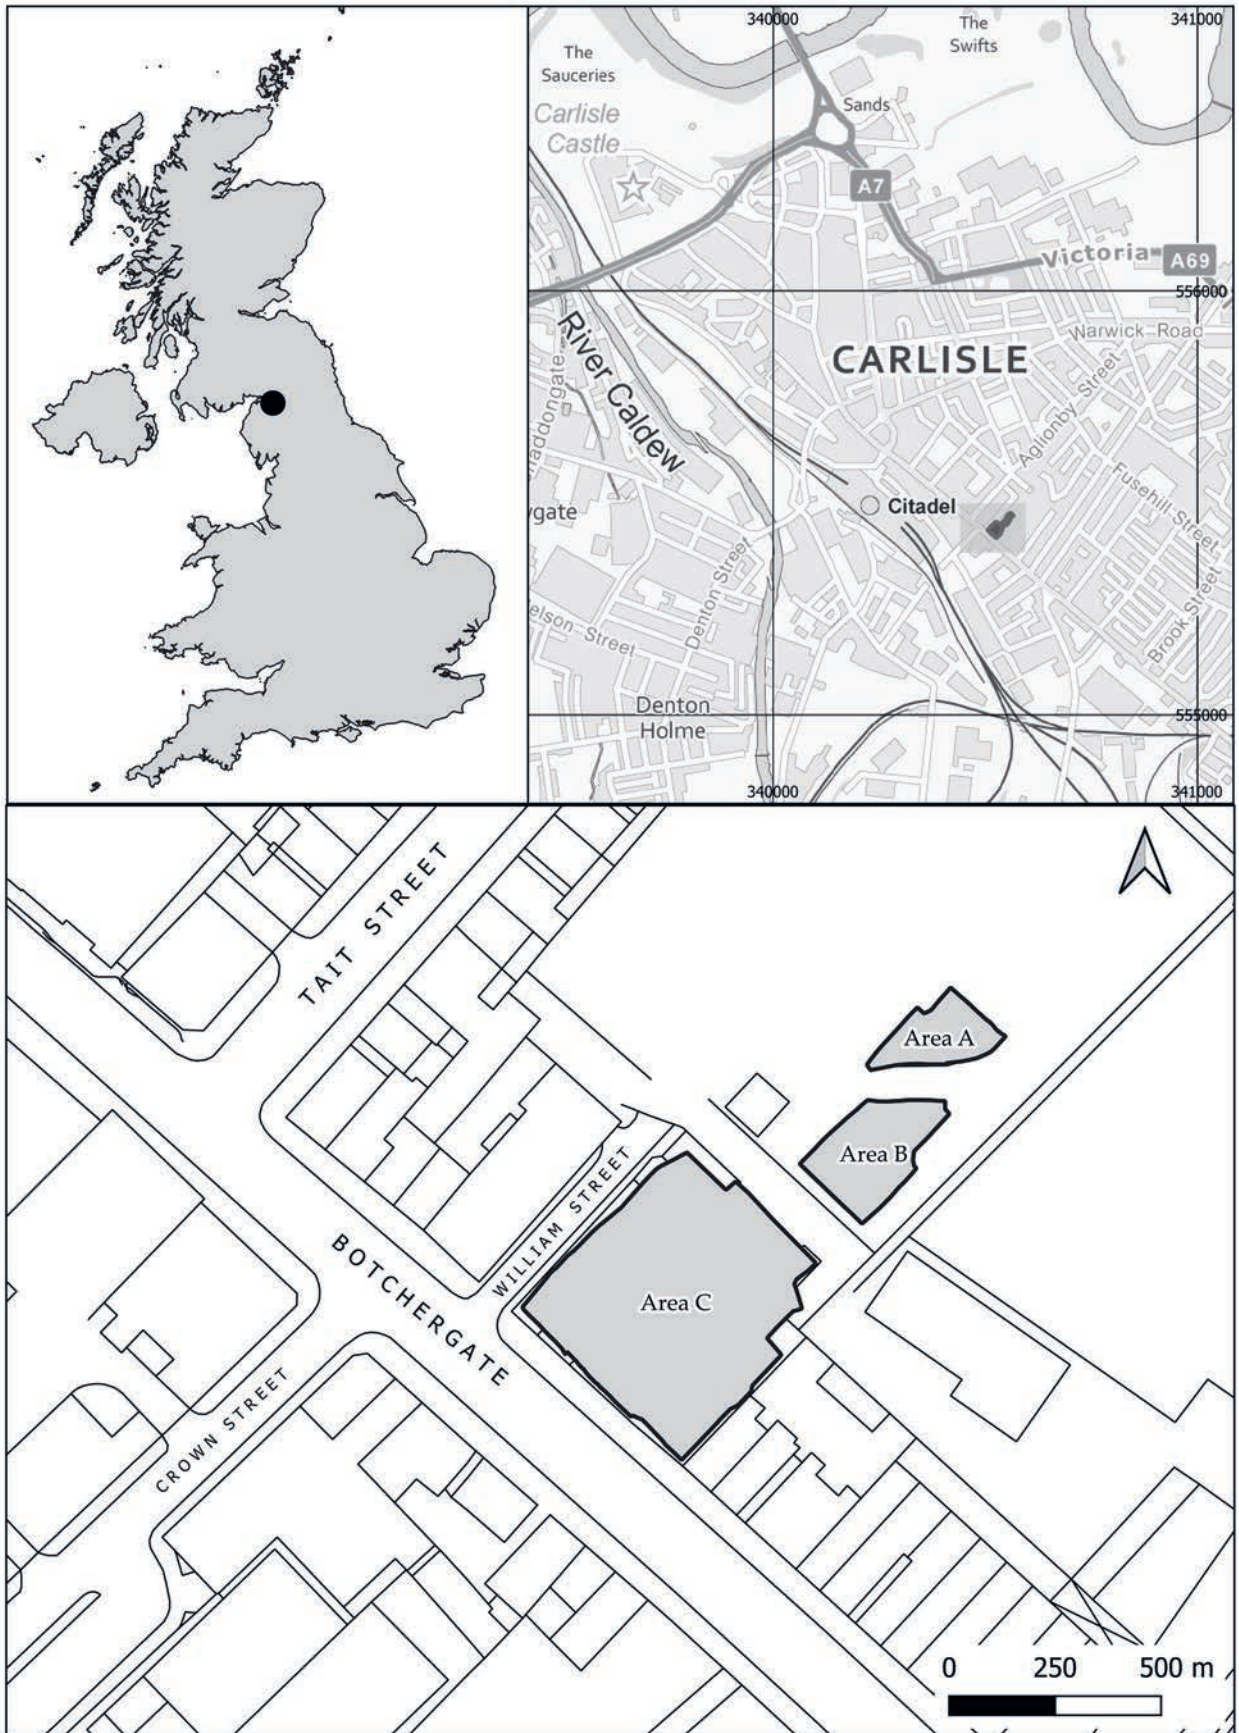 340000
341000
The
Swifts
The
Sauceries
Carlisle
Castle
Sands
A7
Victoria
A69
556000
Warwick Road
CARLISLE
River Caldew
Aglionby Street
Fusehill Street
Citadel
Denton Street
Brook Street
Denton
Holme
555000
340000
341000
TAIT STREET
Area A
Area B
WILLIAM STREET
BOTCHERGATE
Area C
CROWN STREET
0 250 500 m